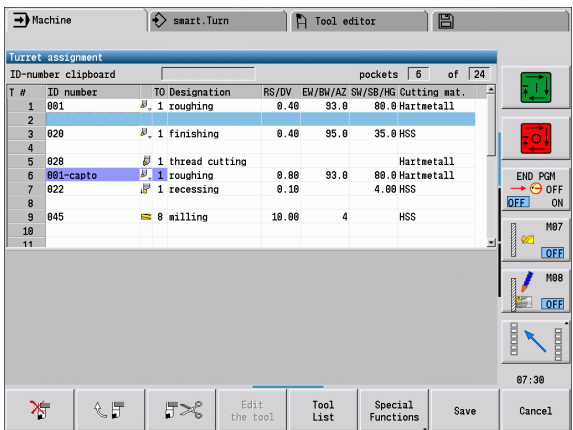 Machine smart.Turn Tool editor
Turret assignment
ID-number clipboard pockets 6 of 24
T # ID number TO Designation RS/DV EW/BW/AZ SW/SB/HG Cutting mat.
1 001 1 roughing 0.40 93.0 80.0 Hartmetall
2
3 020 1 finishing 0.40 95.0 35.0 HSS
4
5 028 1 thread cutting Hartmetall
6 001-capto 1 roughing 0.80 93.0 80.0 Hartmetall
7 022 1 recessing 0.10 4.00 HSS
8
9 045 8 milling 10.00 4 HSS
10
11
END PGM
OFF
OFF ON
M07
OFF
M08
OFF
07:30
Edit the tool
Tool List
Special Functions
Save
Cancel